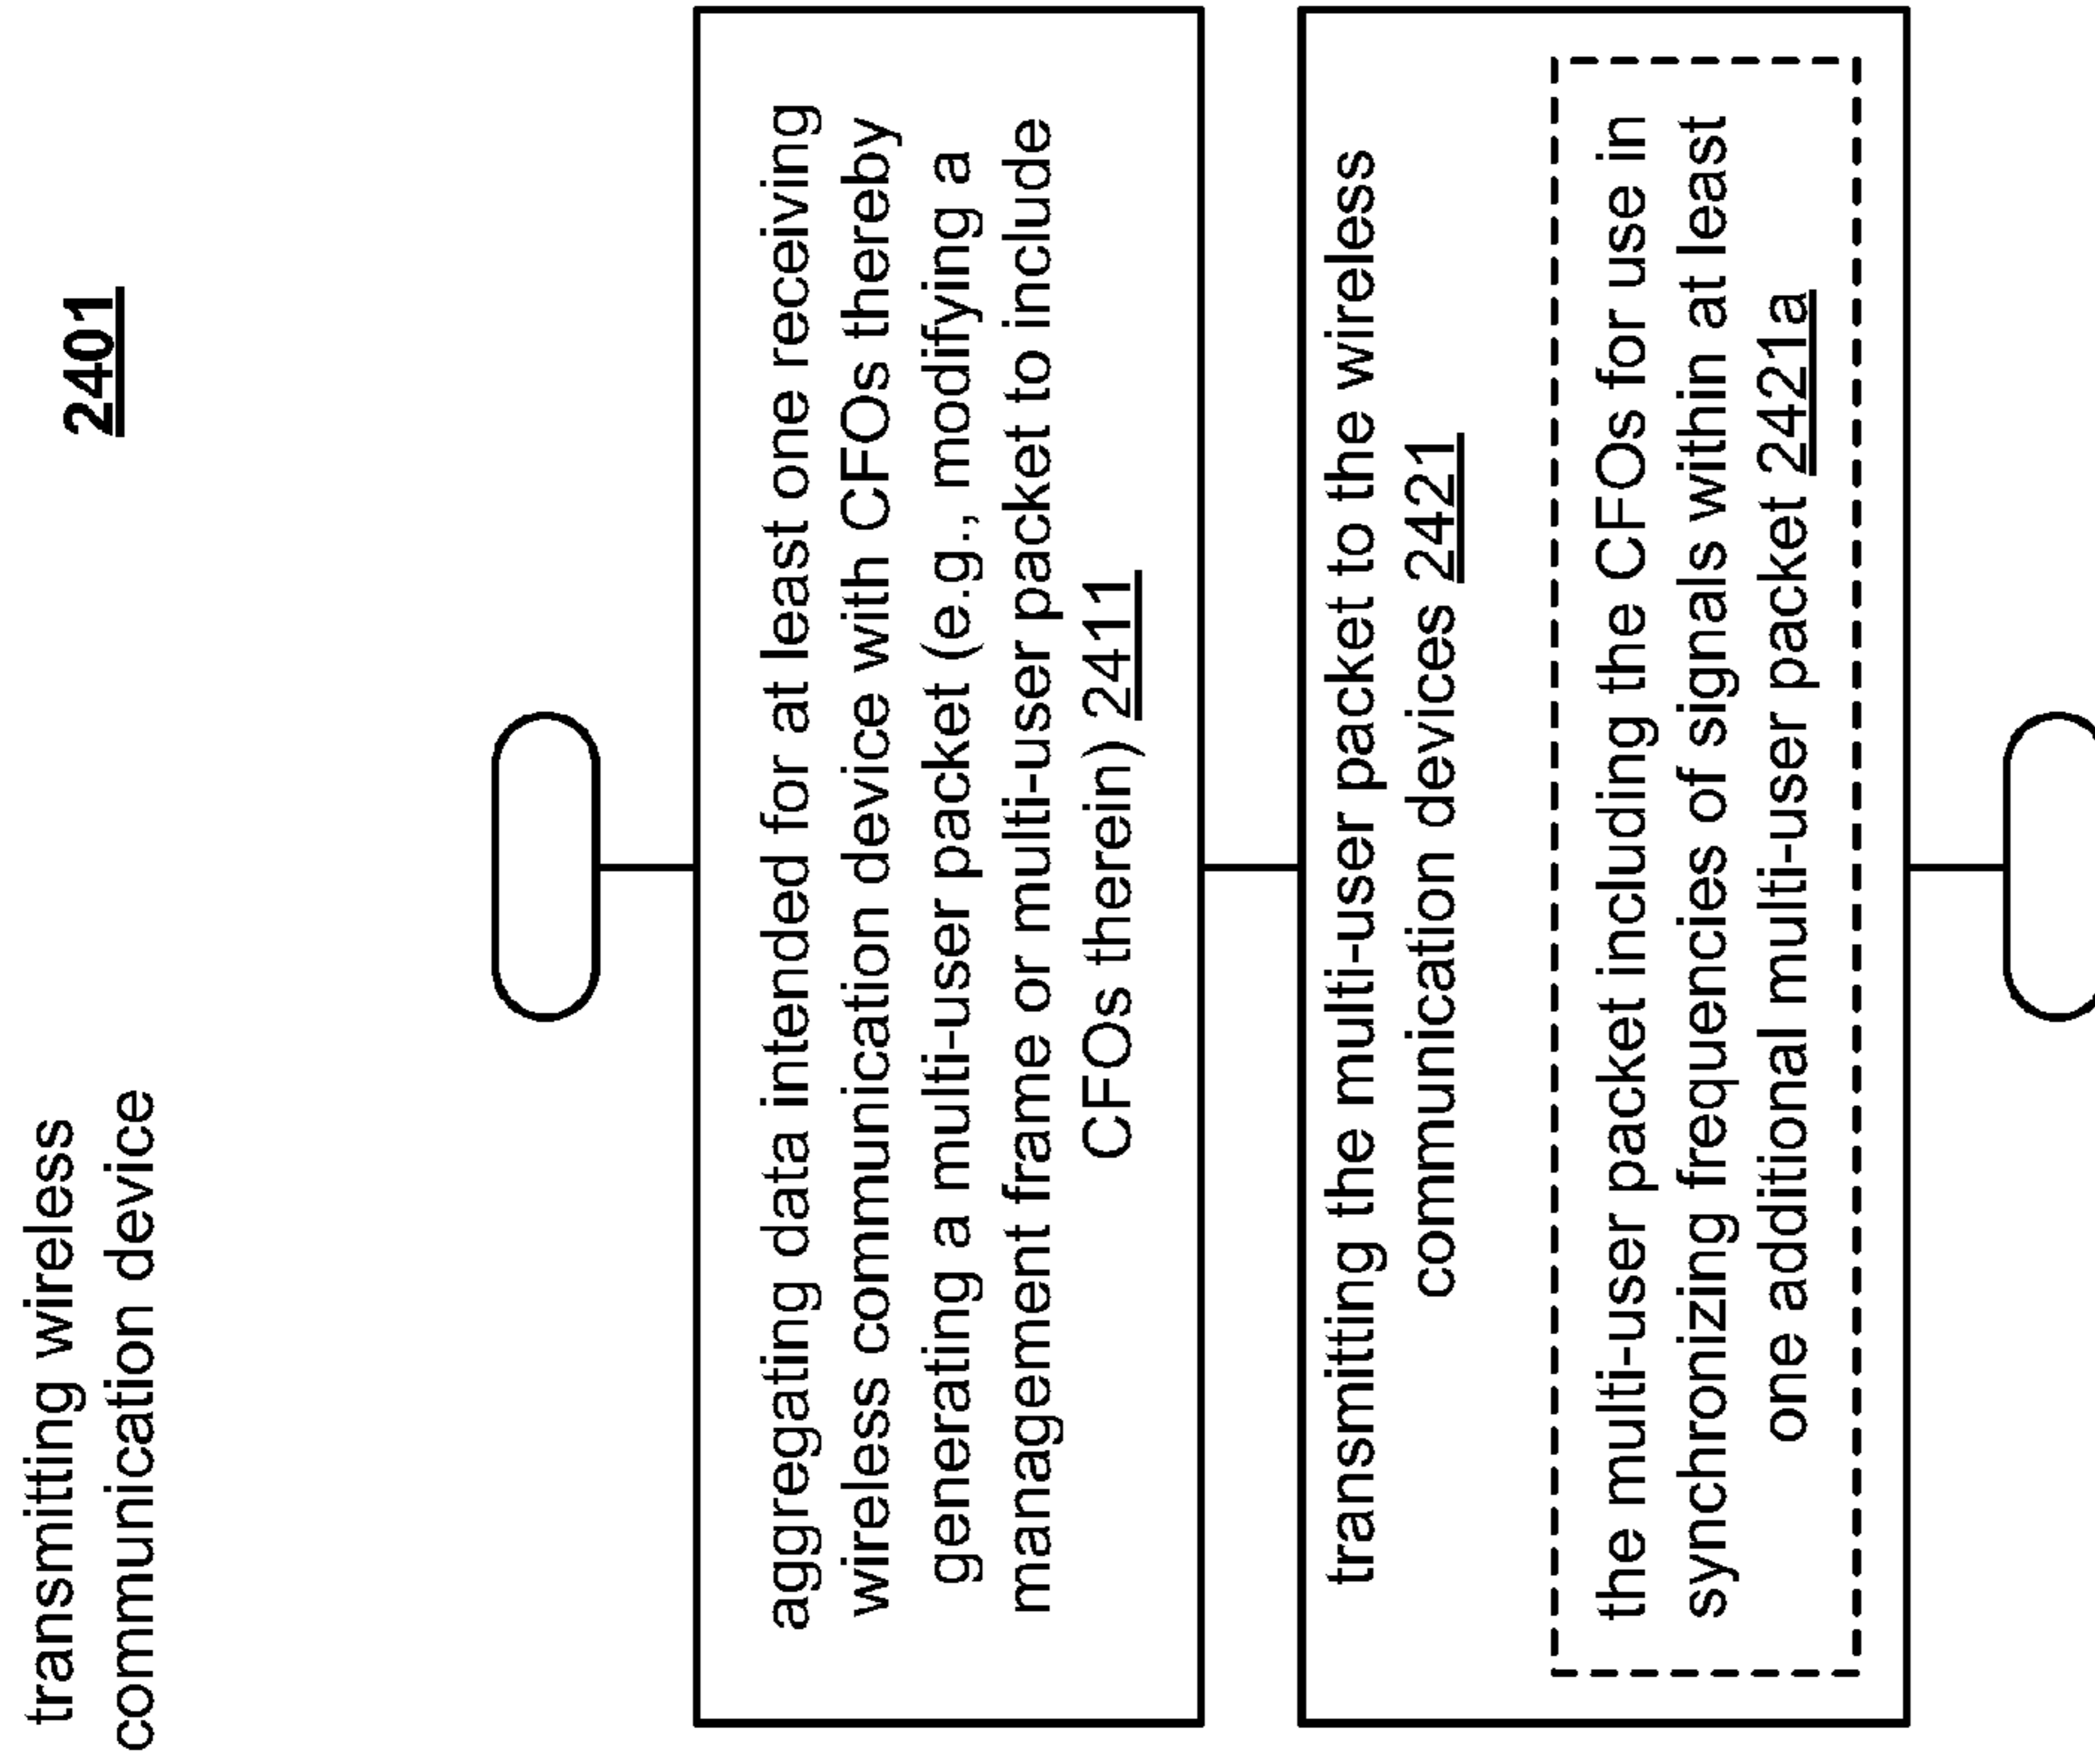 transmitting wireless
communication device
2401
aggregating data intended for at least one receiving
wireless communication device with CFOs thereby
generating a multi-user packet (e.g., modifying a
management frame or multi-user packet to include
CFOs therein) 2411
transmitting the multi-user packet to the wireless
communication devices 2421
the multi-user packet including the CFOs for use in
synchronizing frequencies of signals within at least
one additional multi-user packet 2421a